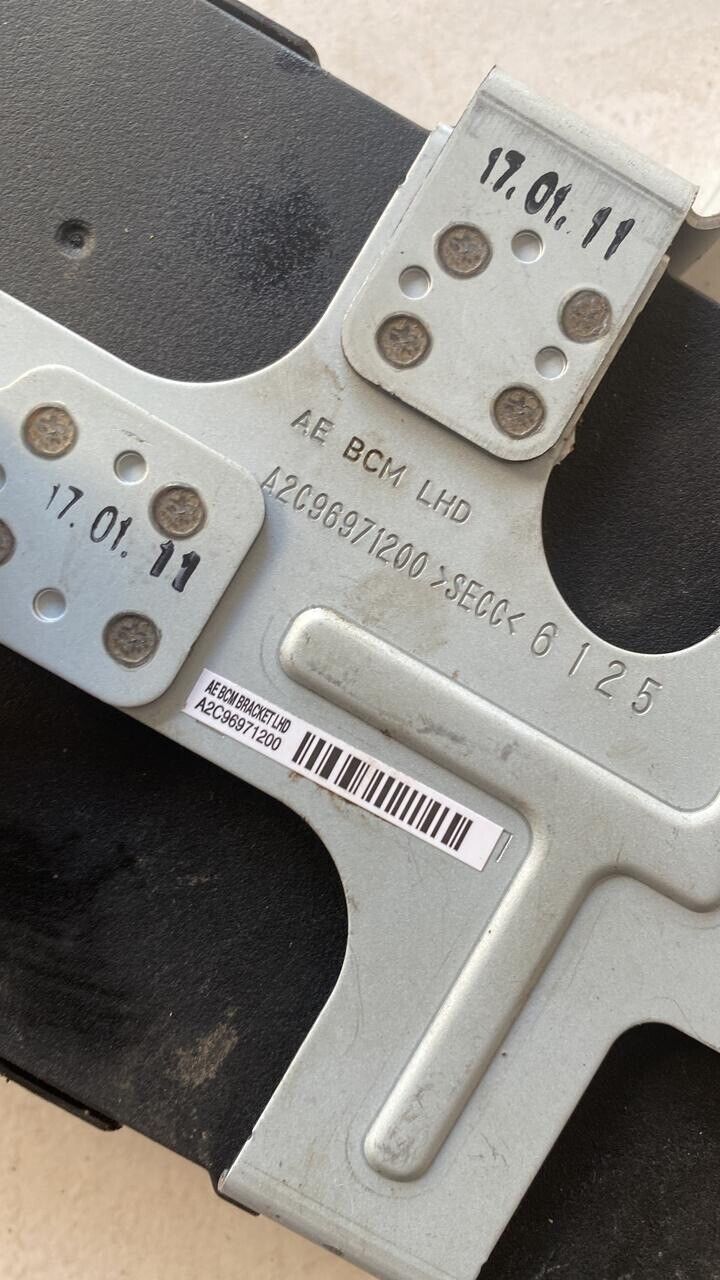 17.01.11
AE BCM LHD
A2C96971200 >SECC< 6125
17.01.11
AE BCM BRACKET LHD
A2C96971200